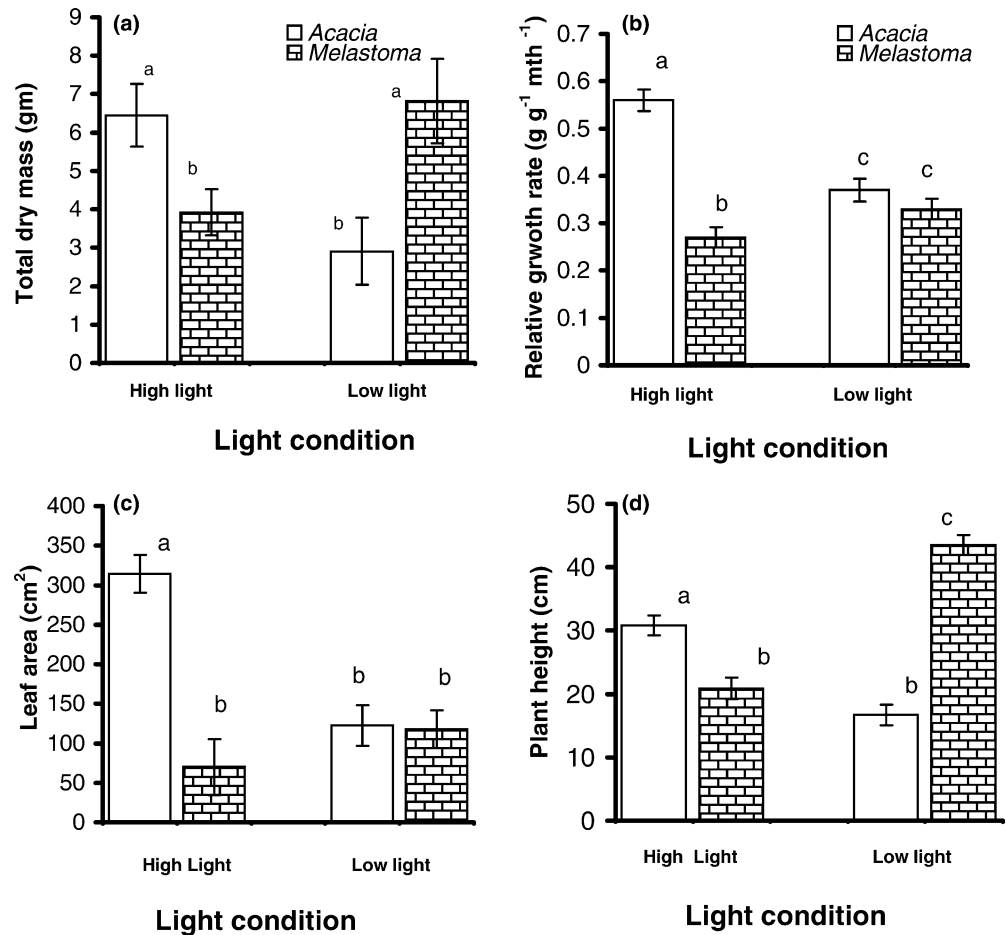 (a)
Acacia
Melastoma
Total dry mass (gm)
9
8
7
6
5
4
3
2
1
0
a
b
b
a
High light
Low light
Light condition
(b)
Acacia
Melastoma
Relative grwoth rate (g g⁻¹ mth ⁻¹)
0.7
0.6
0.5
0.4
0.3
0.2
0.1
0
a
b
c
c
High light
Low light
Light condition
(c)
Leaf area (cm²)
400
350
300
250
200
150
100
50
0
a
b
b
b
High Light
Low light
Light condition
(d)
Plant height (cm)
50
40
30
20
10
0
a
b
b
c
High Light
Low light
Light condition